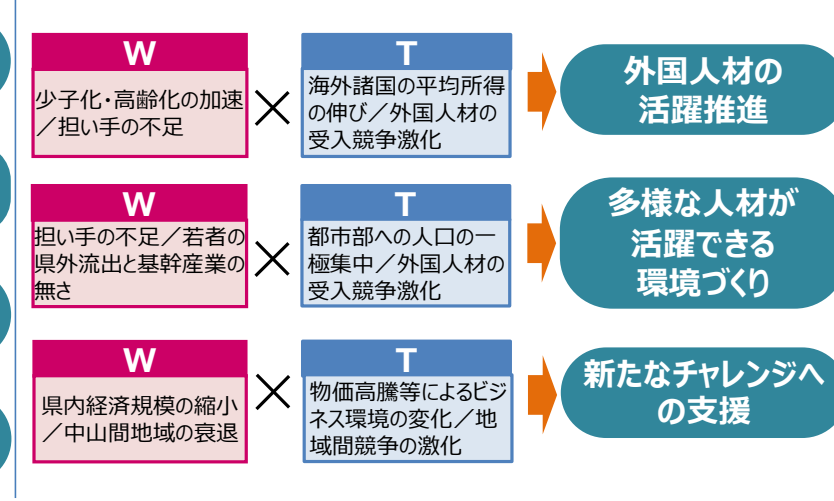 W
少子化・高齢化の加速
／担い手の不足
×
T
海外諸国の平均所得
の伸び／外国人材の
受入競争激化
外国人材の
活躍推進
W
担い手の不足／若者の
県外流出と基幹産業の
無さ
×
T
都市部への人口の一
極集中／外国人材の
受入競争激化
多様な人材が
活躍できる
環境づくり
W
県内経済規模の縮小
／中山間地域の衰退
×
T
物価高騰等によるビジ
ネス環境の変化／地
域間競争の激化
新たなチャレンジへ
の支援